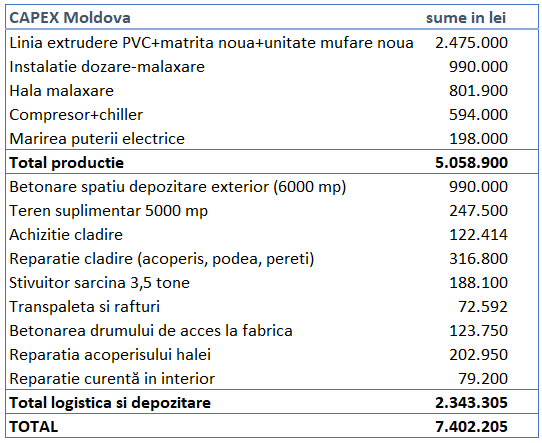 CAPEX Moldova sume in lei
Linia extrudere PVC+matrita noua+unitate mufare noua 2.475.000
Instalatie dozare-malaxare 990.000
Hala malaxare 801.900
Compresor+chiller 594.000
Marirea puterii electrice 198.000
Total productie 5.058.900
Betonare spatiu depozitare exterior (6000 mp) 990.000
Teren suplimentar 5000 mp 247.500
Achizitie cladire 122.414
Reparatie cladire (acoperis, podea, pereti) 316.800
Stivuitor sarcina 3,5 tone 188.100
Transpaleta si rafturi 72.592
Betonarea drumului de acces la fabrica 123.750
Reparatia acoperisului halei 202.950
Reparatie curentă in interior 79.200
Total logistica si depozitare 2.343.305
TOTAL 7.402.205